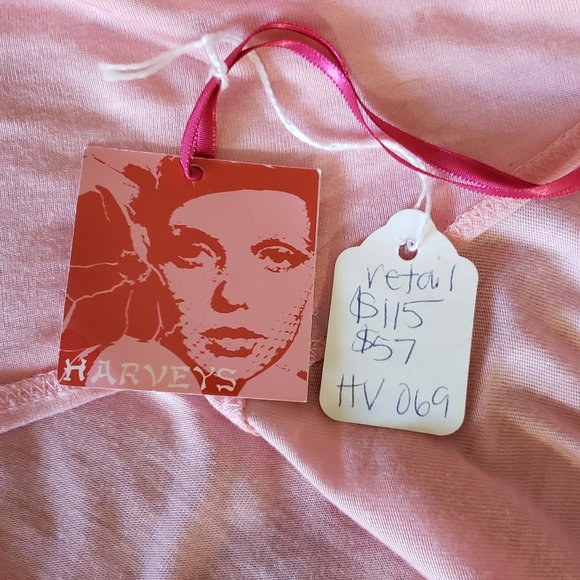 HARVEYS
retail
$115
$57
HV 069